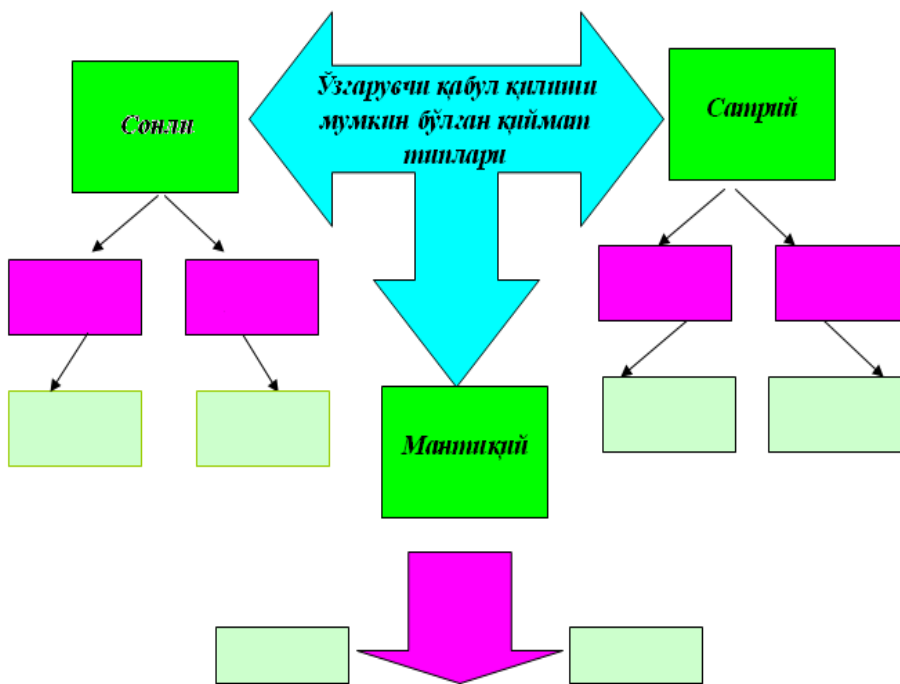 Ўзгарувчи қабул қилиши
мумкин бўлган қиймат
типлари
Сонли
Сатрий
Мантиқий